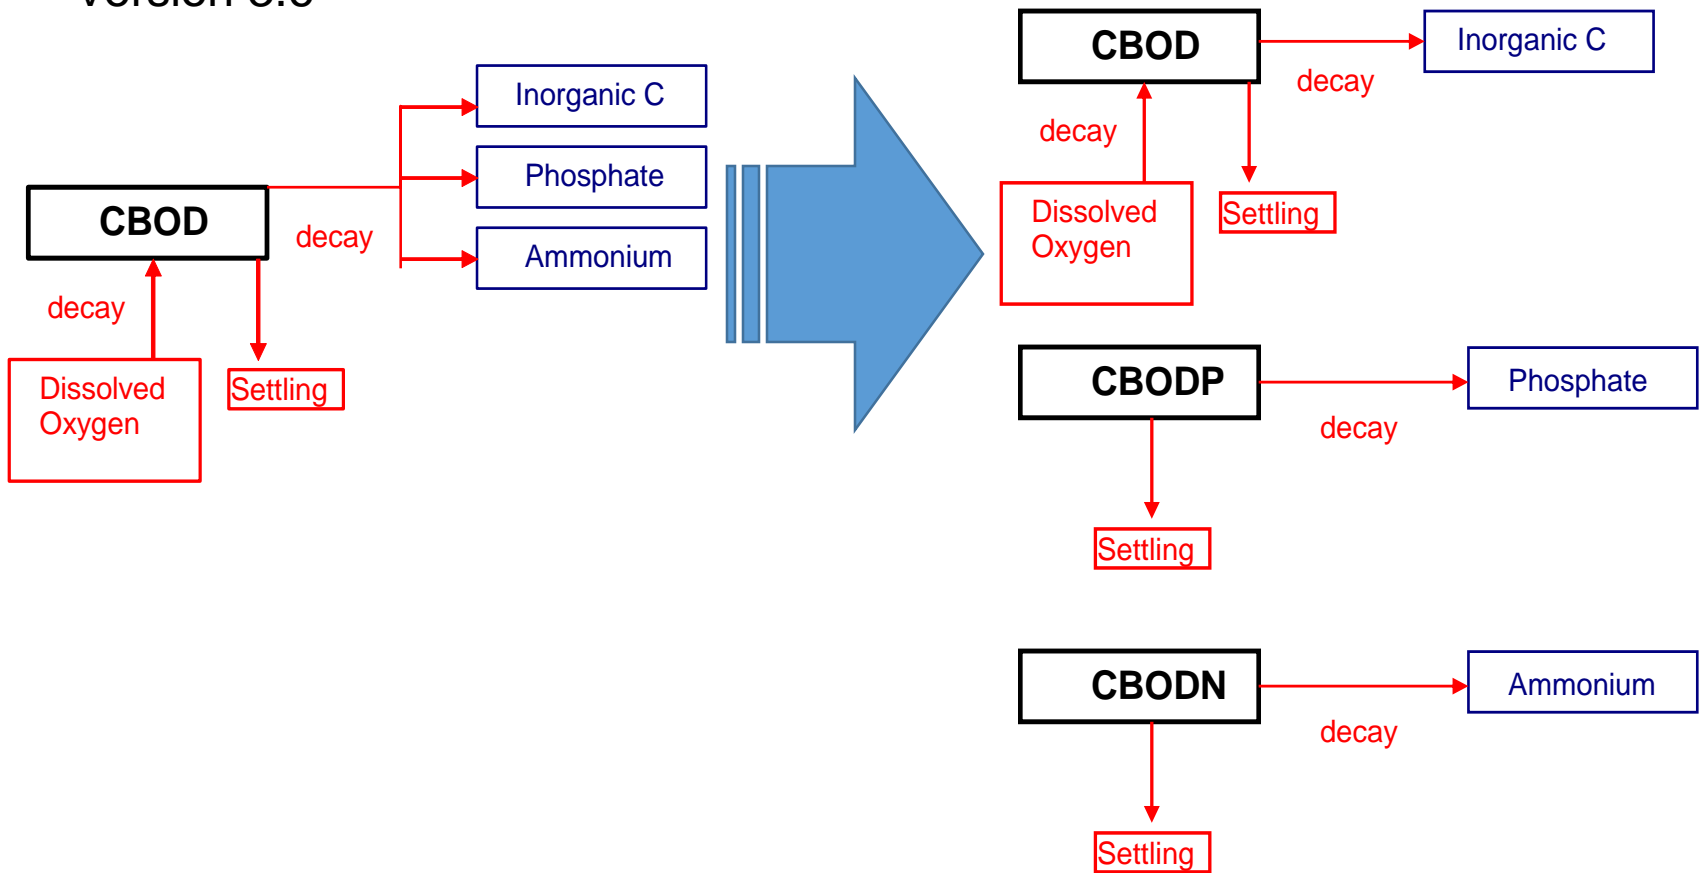 CBOD
decay
Inorganic C
Phosphate
Ammonium
decay
Dissolved
Oxygen
Settling
CBOD
decay
Inorganic C
decay
Dissolved
Oxygen
Settling
CBODP
decay
Phosphate
Settling
CBODN
decay
Ammonium
Settling